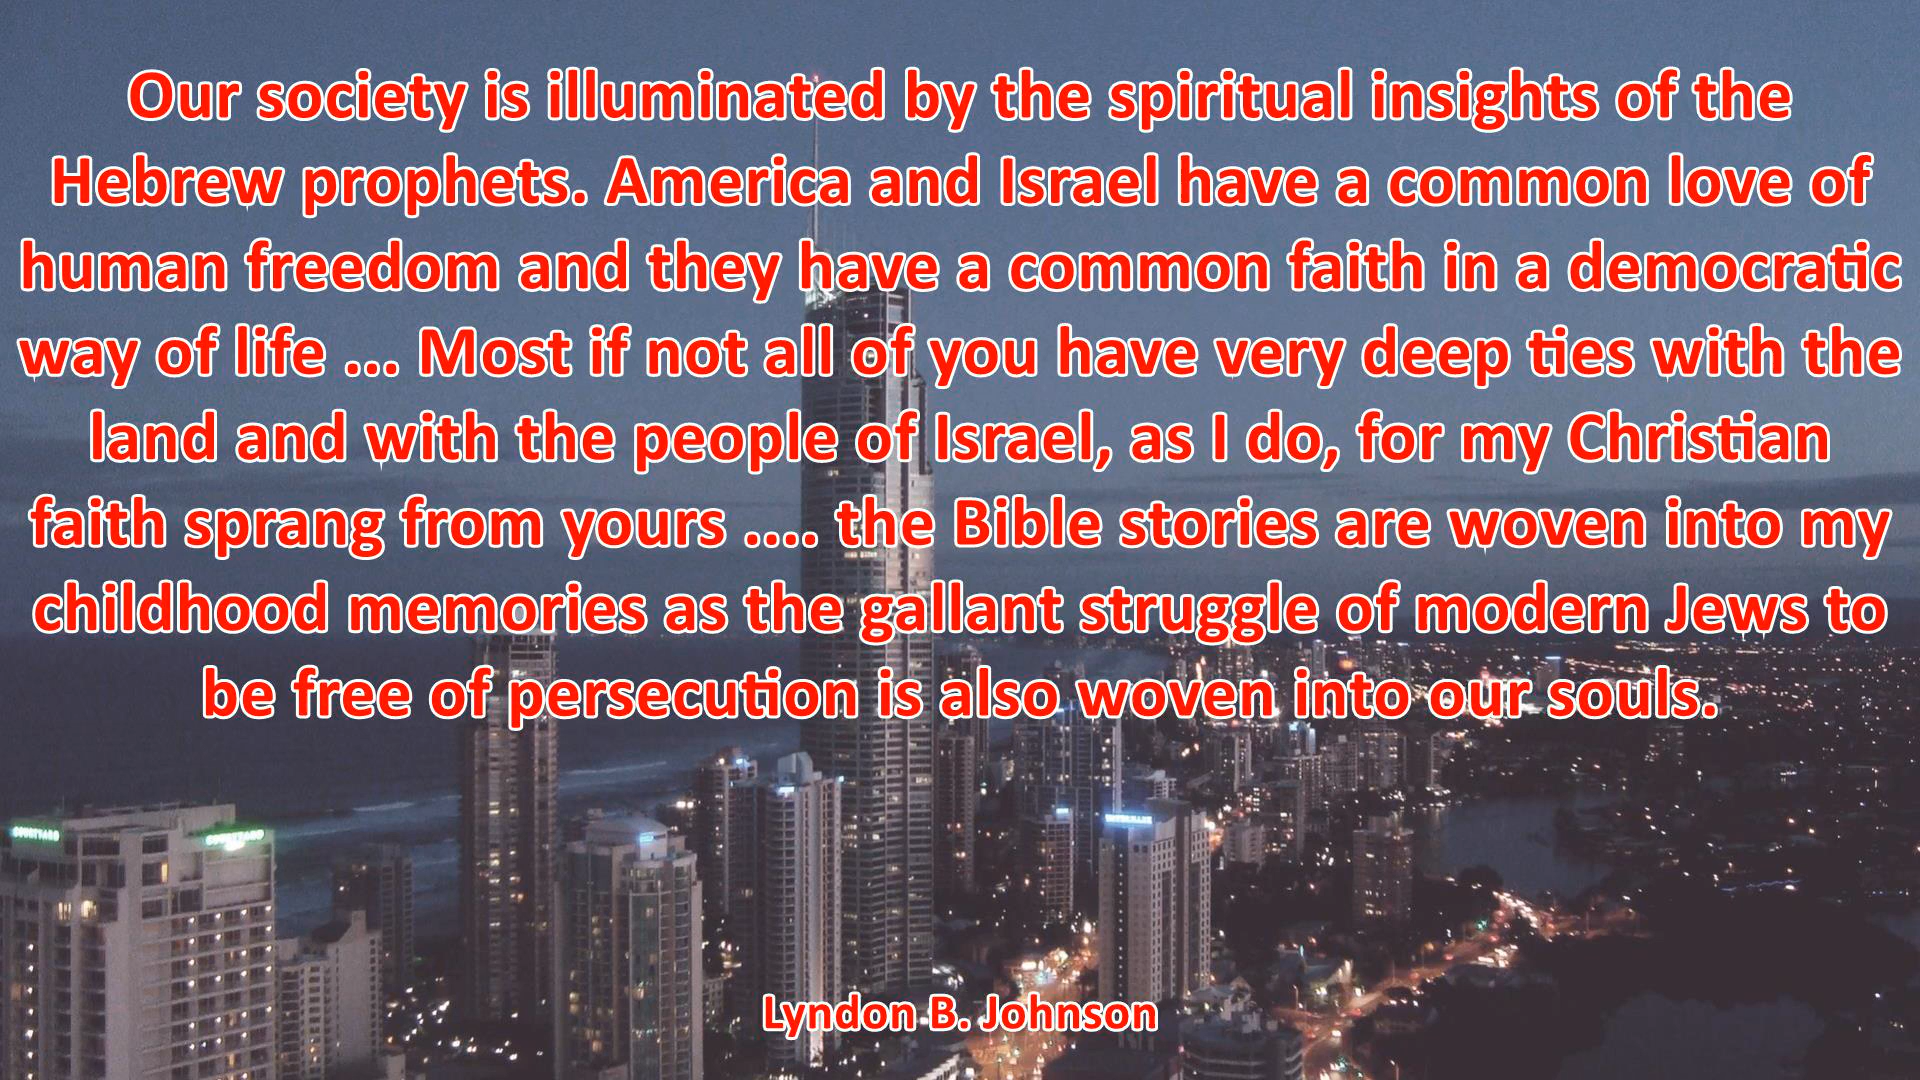 Our society is illuminated by the spiritual insights of the
Hebrew prophets. America and Israel have a common love of
human freedom and they have a common faith in a democratic
way of life ... Most if not all of you have very deep ties with the
land and with the people of Israel, as I do, for my Christian
faith sprang from yours .... the Bible stories are woven into my
childhood memories as the gallant struggle of modern Jews to
be free of persecution is also woven into our souls.
COURTYARD
COURTYARD
Lyndon B. Johnson